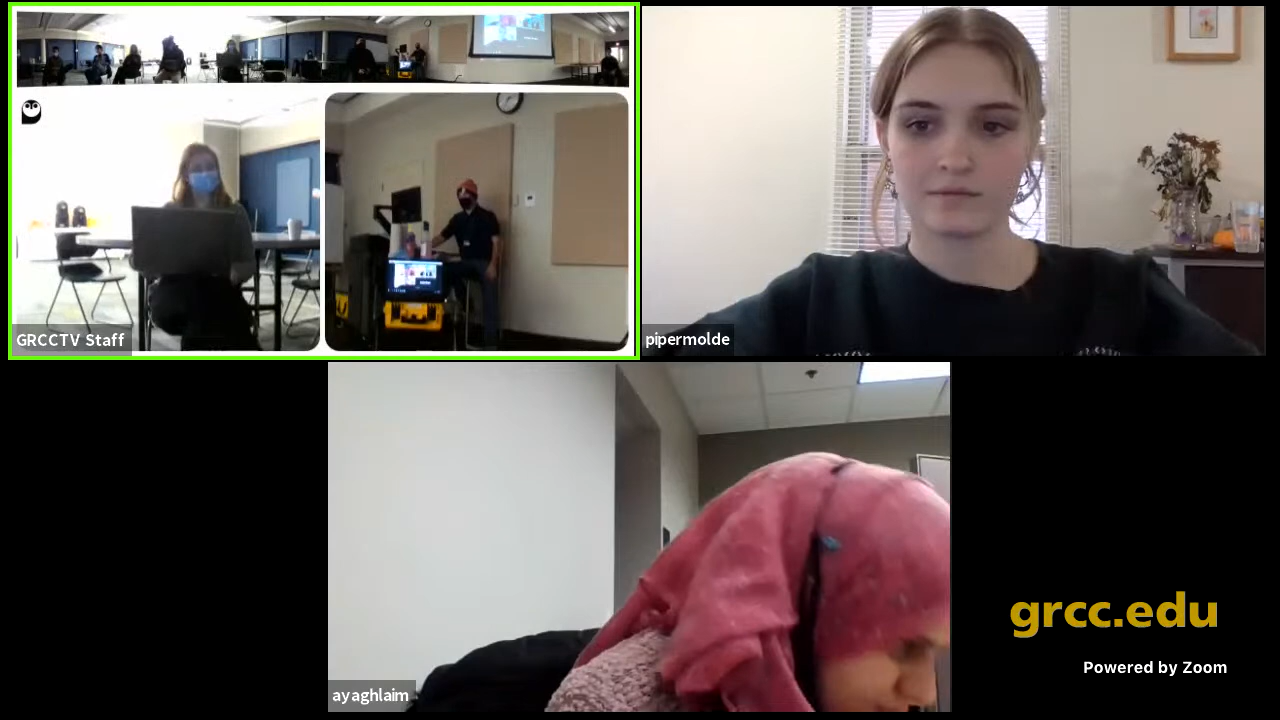 GRCCTV Staff
pipermolde
ayaghlaim
grcc.edu
Powered by Zoom